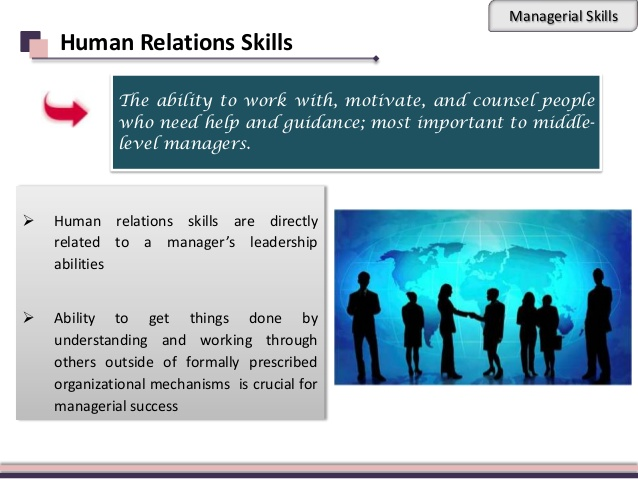 Managerial Skills
Human Relations Skills
The ability to work with, motivate, and counsel people
who need help and guidance; most important to middle-
level managers.
➢ Human relations skills are directly
related to a manager’s leadership
abilities
➢ Ability to get things done by
understanding and working through
others outside of formally prescribed
organizational mechanisms is crucial for
managerial success